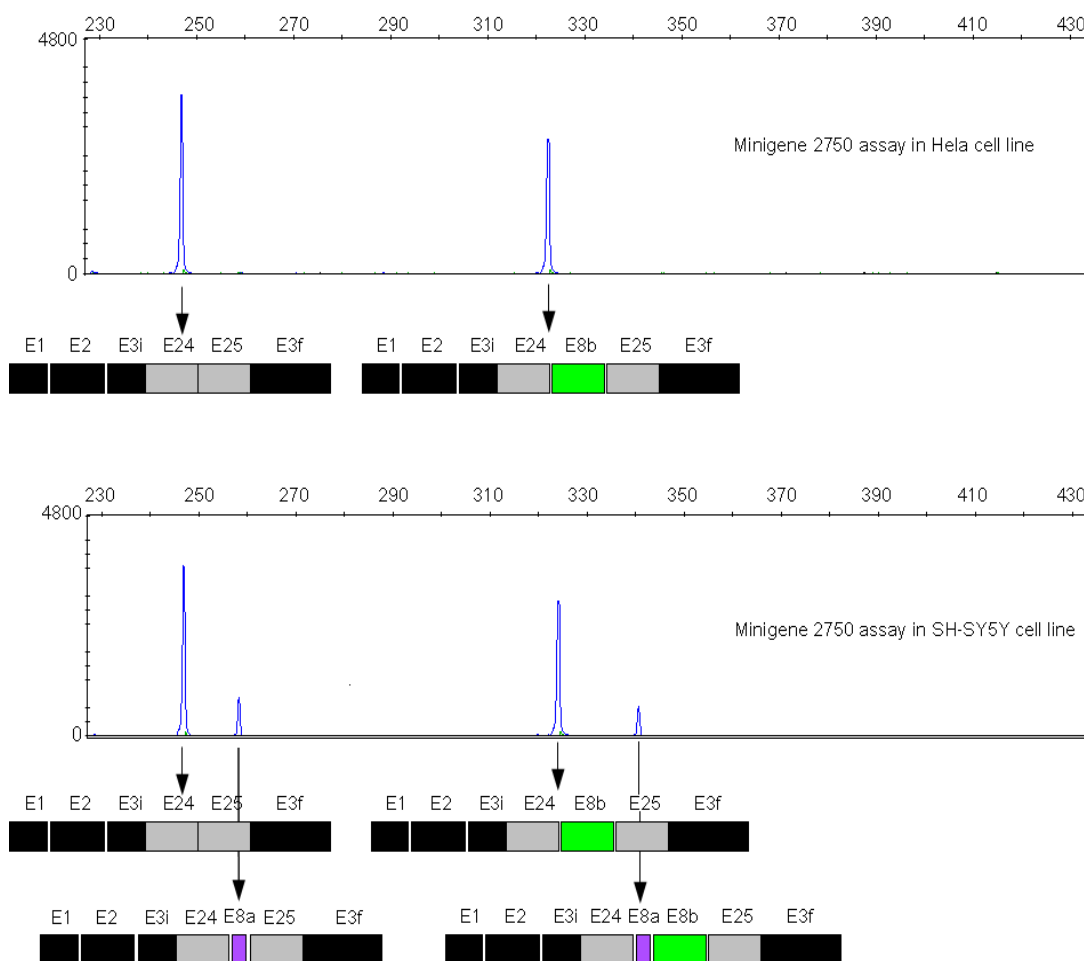 230 250 270 290 310 330 350 370 390 410 430
4800
Minigene 2750 assay in Hela cell line
0
E1 E2 E3i E24 E25 E3f E1 E2 E3i E24 E8b E25 E3f
230 250 270 290 310 330 350 370 390 410 430
4800
Minigene 2750 assay in SH-SY5Y cell line
0
E1 E2 E3i E24 E25 E3f E1 E2 E3i E24 E8b E25 E3f
E1 E2 E3i E24 E8a E25 E3f E1 E2 E3i E24 E8a E8b E25 E3f